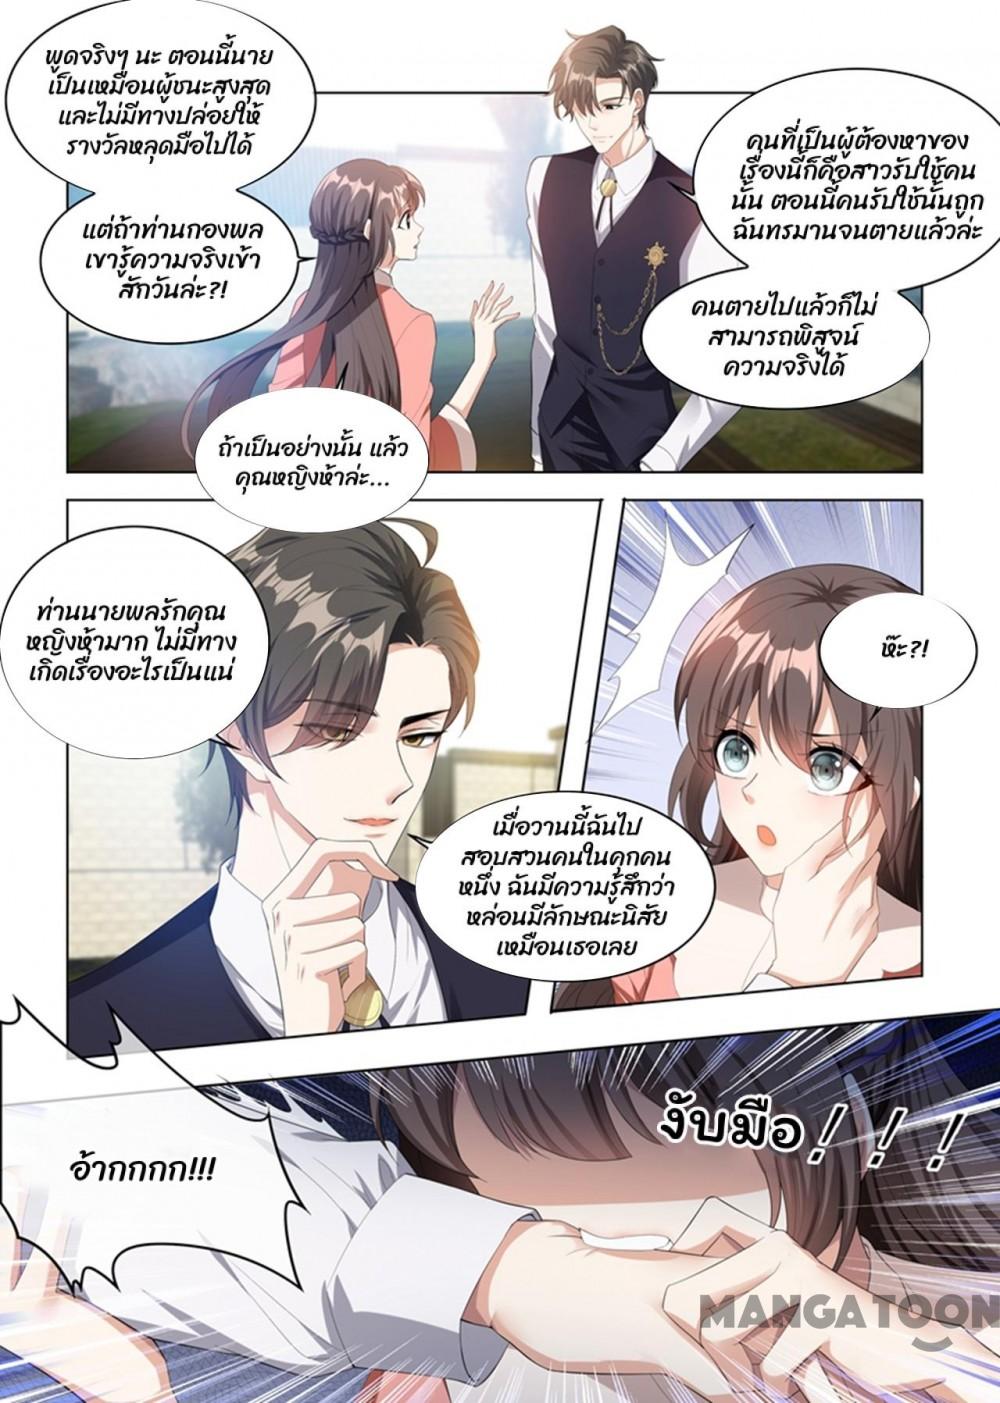 พูดจริงๆ นะ ตอนนี้นาย
เป็นเหมือนผู้ชนะสูงสุด
และไม่มีทางปล่อยให้
รางวัลหลุดมือไปได้
แต่ถ้าท่านกองพล
เขารู้ความจริงเข้า
สักวันล่ะ?!
คนที่เป็นผู้ต้องหาของ
เรื่องนี้ก็คือสาวรับใช้คน
นั้น ตอนนี้คนรับใช้นั้นถูก
ฉันทรมานจนตายแล้วล่ะ
คนตายไปแล้วก็ไม่
สามารถพิสูจน์
ความจริงได้
ถ้าเป็นอย่างนั้น แล้ว
คุณหญิงห้าล่ะ...
ท่านนายพลรักคุณ
หญิงห้ามาก ไม่มีทาง
เกิดเรื่องอะไรเป็นแน่
ห๊ะ?!
เมื่อวานนี้ฉันไป
สอบสวนคนในคุกคน
หนึ่ง ฉันมีความรู้สึกว่า
หล่อนมีลักษณะนิสัย
เหมือนเธอเลย
งับมือ!!!
อ้ากกกก!!!
MANGATOON